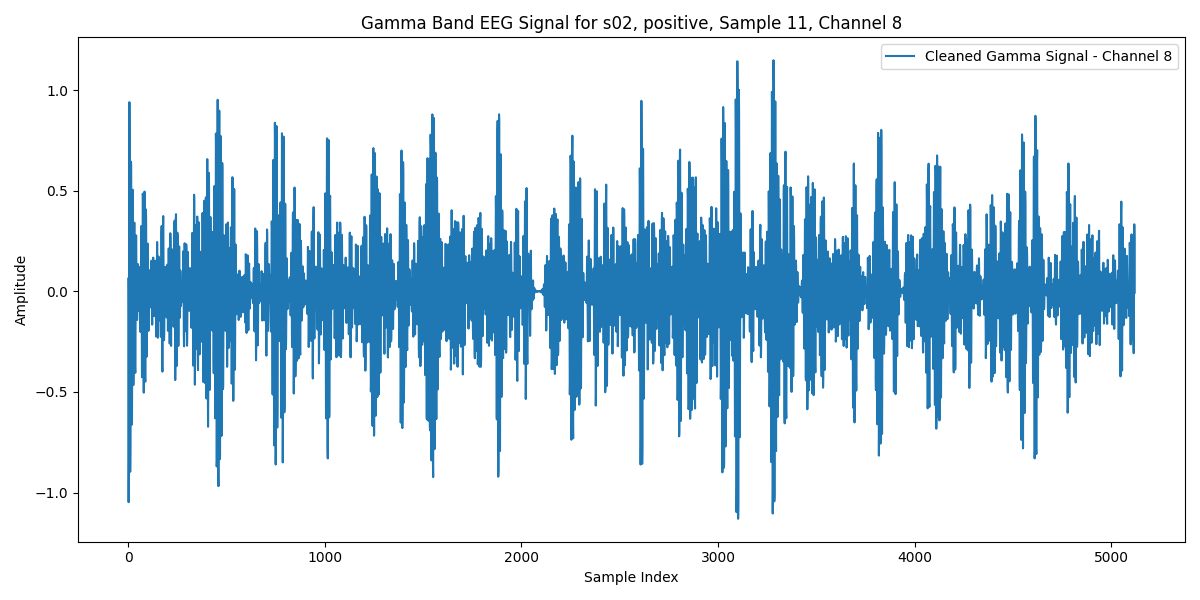 Gamma Band EEG Signal for s02, positive, Sample 11, Channel 8
Cleaned Gamma Signal - Channel 8
1.0
0.5
0.0
−0.5
−1.0
Amplitude
0 1000 2000 3000 4000 5000
Sample Index